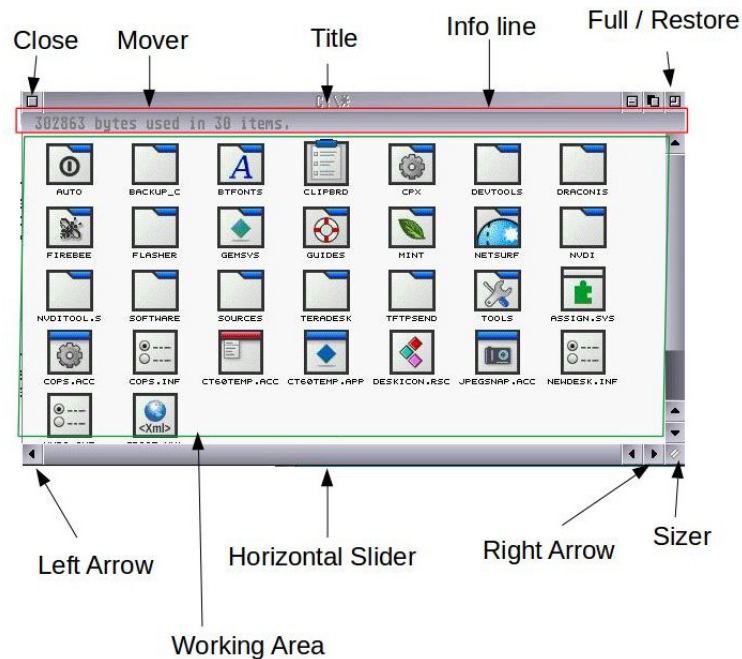 Close Mover Title Info line Full / Restore
C:\*
302863 bytes used in 30 items.
AUTO BACKUP_C BTFONTS CLIPBRD CPX DEVTOOLS DRACONIS
FIREBEE FLASHER GEMSYS GUIDES MINT NETSURF NVDI
NVDITOOL.S SOFTWARE SOURCES TERADESK TFTPSEND TOOLS ASSIGN.SYS
COPS.ACC COPS.INF CT60TEMP.ACC CT60TEMP.APP DESKICON.RSC JPEGSNAP.ACC NEWDESK.INF
<Xml>
Left Arrow Horizontal Slider Right Arrow Sizer
Working Area